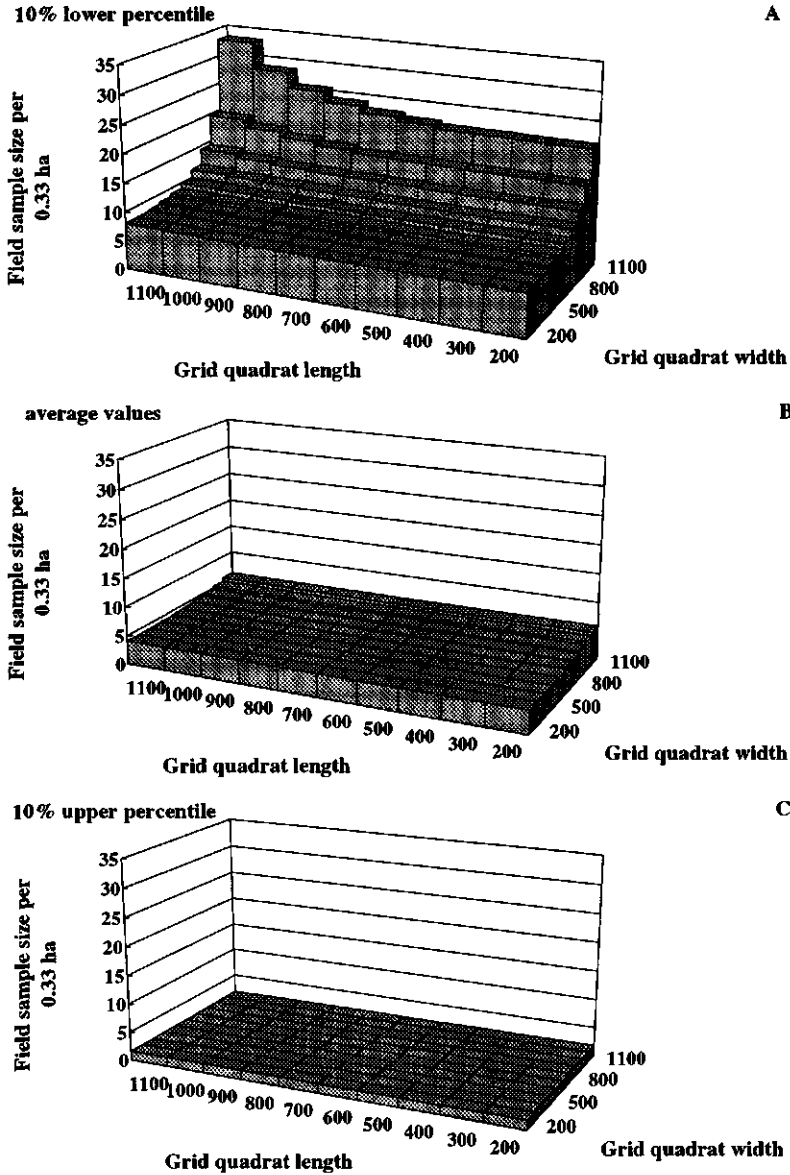 10% lower percentile
A
Field sample size per
0.33 ha
35
30
25
20
15
10
5
0
1100 1000 900 800 700 600 500 400 300 200
Grid quadrat length
1100
800
500
200
Grid quadrat width
average values
B
Field sample size per
0.33 ha
35
30
25
20
15
10
5
0
1100 1000 900 800 700 600 500 400 300 200
Grid quadrat length
1100
800
500
200
Grid quadrat width
10% upper percentile
C
Field sample size per
0.33 ha
35
30
25
20
15
10
5
0
1100 1000 900 800 700 600 500 400 300 200
Grid quadrat length
1100
800
500
200
Grid quadrat width